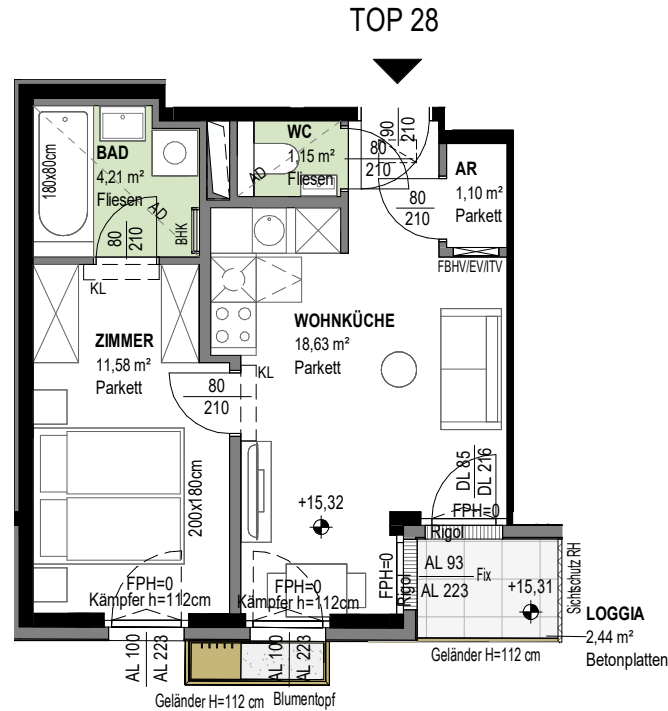 TOP 28
90
210
WC
1,15 m²
Fliesen
AD
80
210
AR
1,10 m²
Parkett
80
210
FBHV/EV/ITV
BAD
4,21 m²
Fliesen
180x80cm
AD
BHK
80
210
KL
ZIMMER
11,58 m²
Parkett
80
210
KL
WOHNKÜCHE
18,63 m²
Parkett
200x180cm
+15,32
DL 85
DL 216
FPH=0
Rigol
FPH=0
Rigol
AL 93
AL 223
Fix
+15,31
Sichtschutz RH
LOGGIA
2,44 m²
Betonplatten
Geländer H=112 cm
FPH=0
Kämpfer h=112cm
FPH=0
Kämpfer h=112cm
AL 100
AL 223
AL 100
AL 223
Geländer H=112 cm
Blumentopf